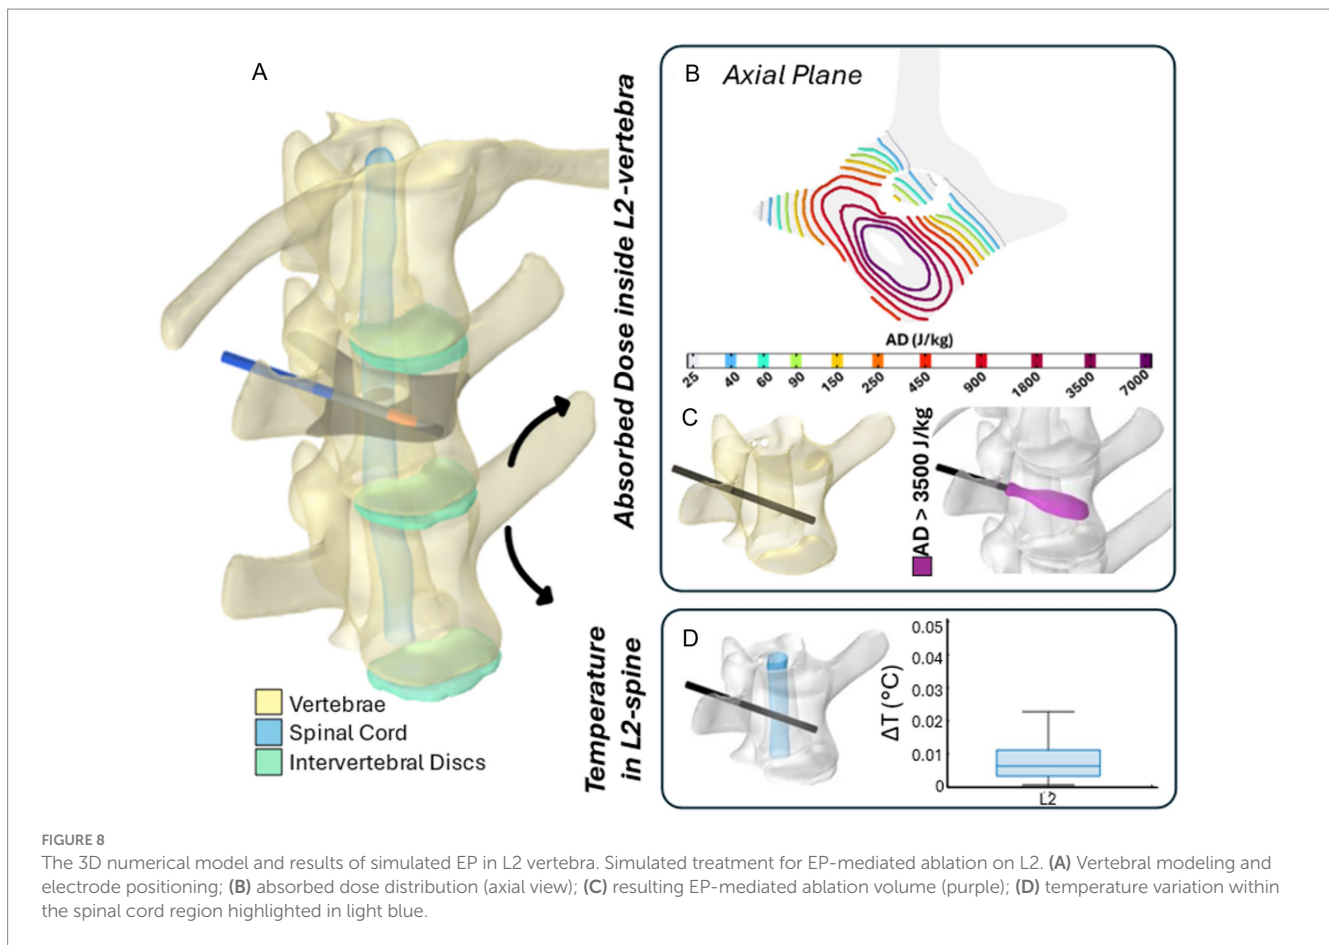 A
Vertebrae
Spinal Cord
Intervertebral Discs
Absorbed Dose inside L2-vertebra
B
Axial Plane
AD (J/kg)
25 40 60 90 150 250 450 900 1800 3500 7000
C
AD > 3500 J/kg
Temperature
in L2-spine
D
ΔT (°C)
0.05
0.04
0.03
0.02
0.01
0
L2
FIGURE 8
The 3D numerical model and results of simulated EP in L2 vertebra. Simulated treatment for EP-mediated ablation on L2. (A) Vertebral modeling and
electrode positioning; (B) absorbed dose distribution (axial view); (C) resulting EP-mediated ablation volume (purple); (D) temperature variation within
the spinal cord region highlighted in light blue.